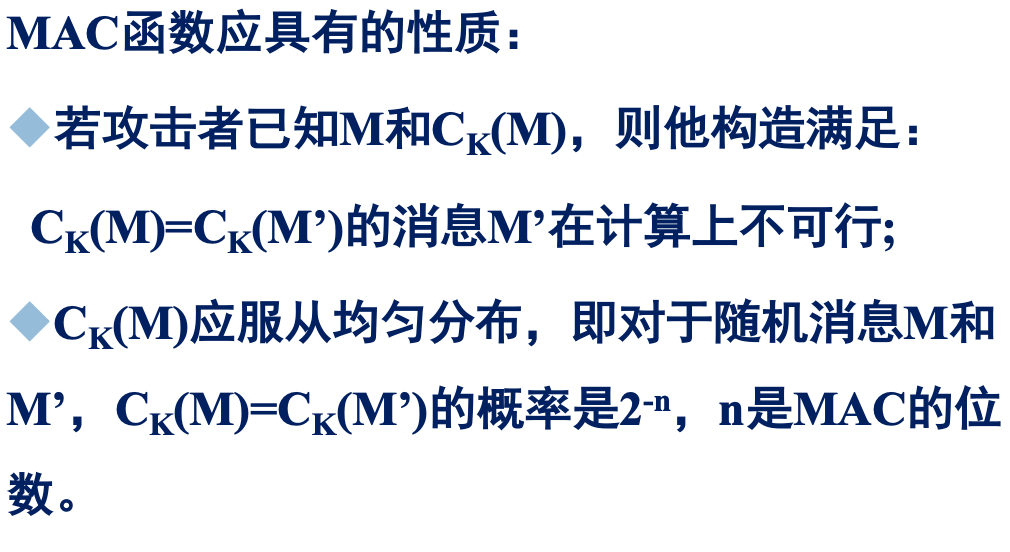 MAC函数应具有的性质：
◆若攻击者已知M和C_K(M)，则他构造满足：
C_K(M)=C_K(M’)的消息M’在计算上不可行;
◆C_K(M)应服从均匀分布，即对于随机消息M和
M’，C_K(M)=C_K(M’)的概率是2^-n，n是MAC的位
数。